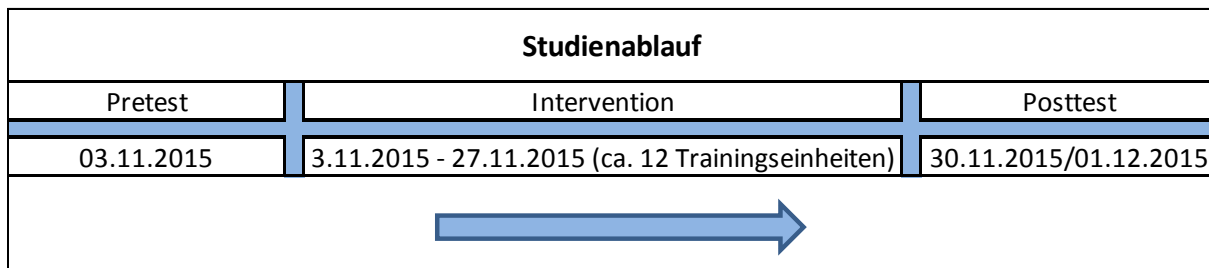 Studienablauf
Pretest Intervention Posttest
03.11.2015 3.11.2015 - 27.11.2015 (ca. 12 Trainingseinheiten) 30.11.2015/01.12.2015